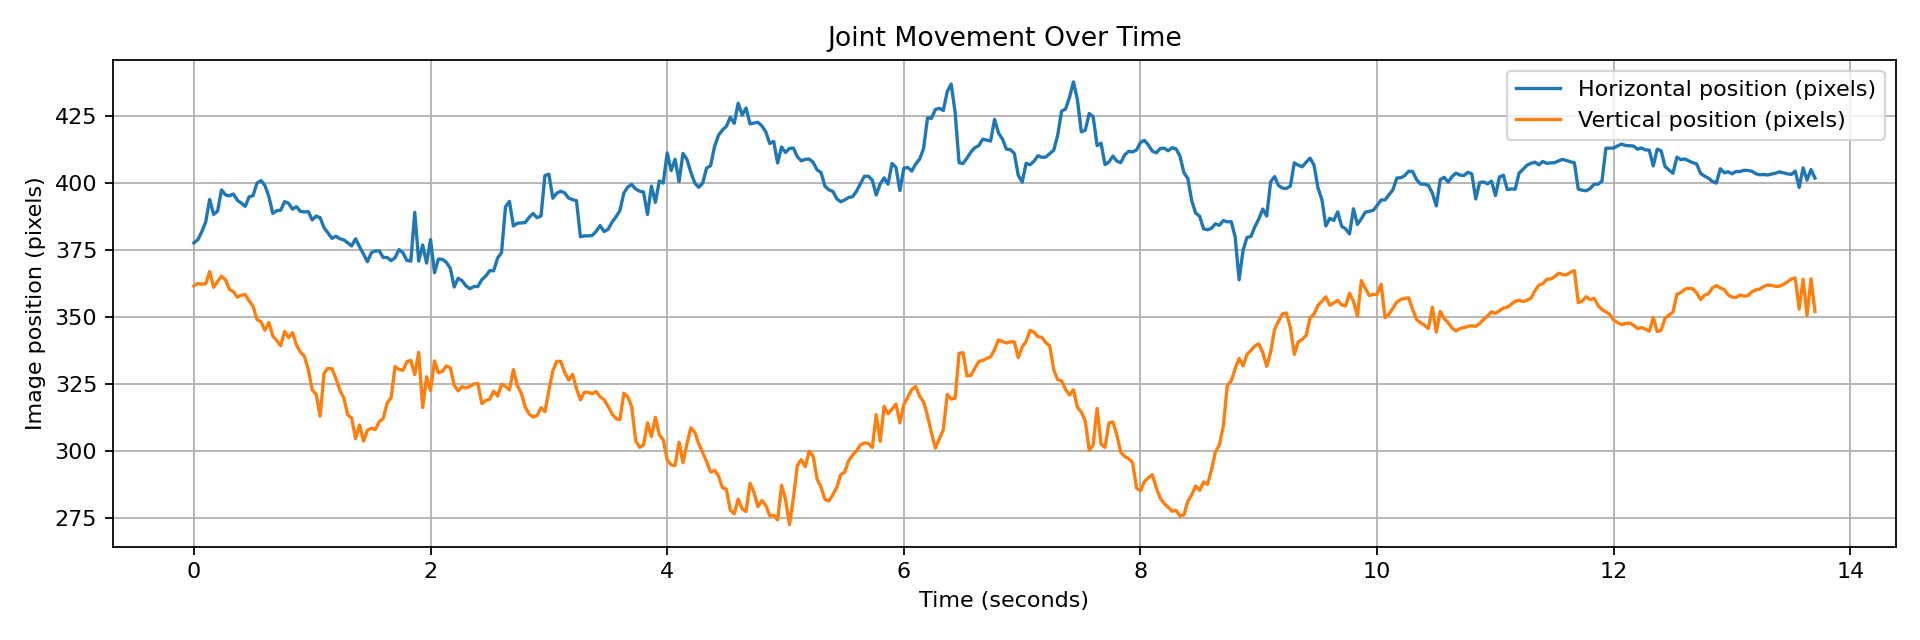 Joint Movement Over Time
Horizontal position (pixels)
Vertical position (pixels)
Image position (pixels)
425
400
375
350
325
300
275
0 2 4 6 8 10 12 14
Time (seconds)